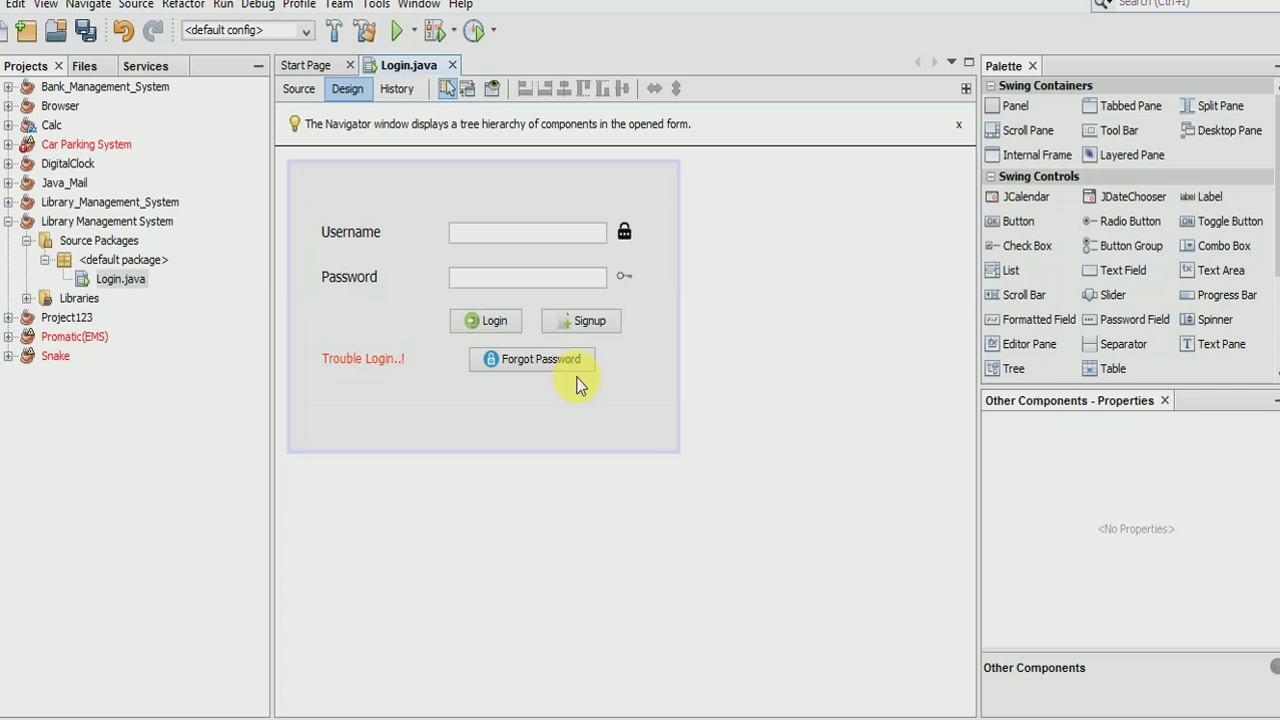 Edit View Navigate Source Refactor Run Debug Profile Team Tools Window Help
Search (Ctrl+I)
<default config>
Projects Files Services
Bank_Management_System
Browser
Calc
Car Parking System
DigitalClock
Java_Mail
Library_Management_System
Library Management System
Source Packages
<default package>
Login.java
Libraries
Project123
Promatic(EMS)
Snake
Start Page Login.java
Source Design History
The Navigator window displays a tree hierarchy of components in the opened form. x
Username
Password
Login Signup
Trouble Login..! Forgot Password
Palette
Swing Containers
Panel Tabbed Pane Split Pane
Scroll Pane Tool Bar Desktop Pane
Internal Frame Layered Pane
Swing Controls
JCalendar JDateChooser label Label
OK Button Radio Button ON Toggle Button
Check Box Button Group Combo Box
List Text Field Text Area
Scroll Bar Slider Progress Bar
Formatted Field Password Field Spinner
Editor Pane Separator Text Pane
Tree Table
Other Components - Properties
<No Properties>
Other Components